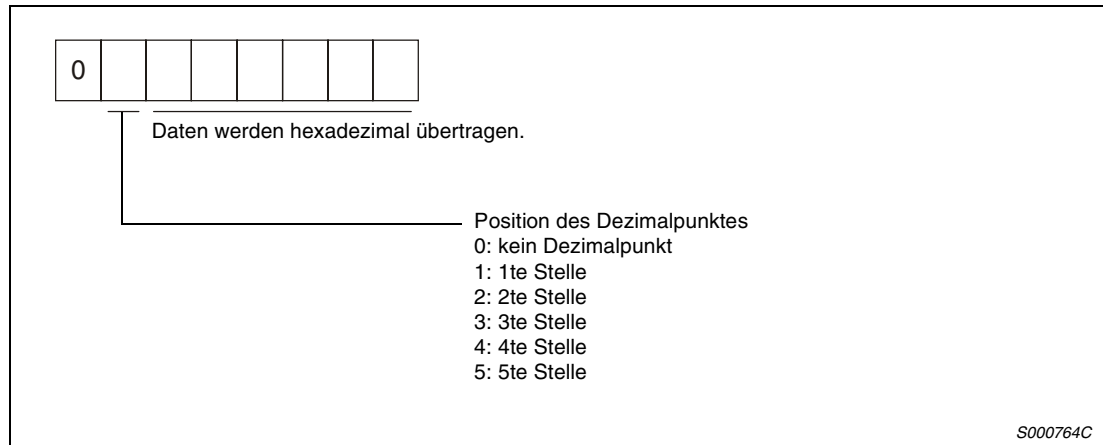 0
Daten werden hexadezimal übertragen.
Position des Dezimalpunktes
0: kein Dezimalpunkt
1: 1te Stelle
2: 2te Stelle
3: 3te Stelle
4: 4te Stelle
5: 5te Stelle
S000764C